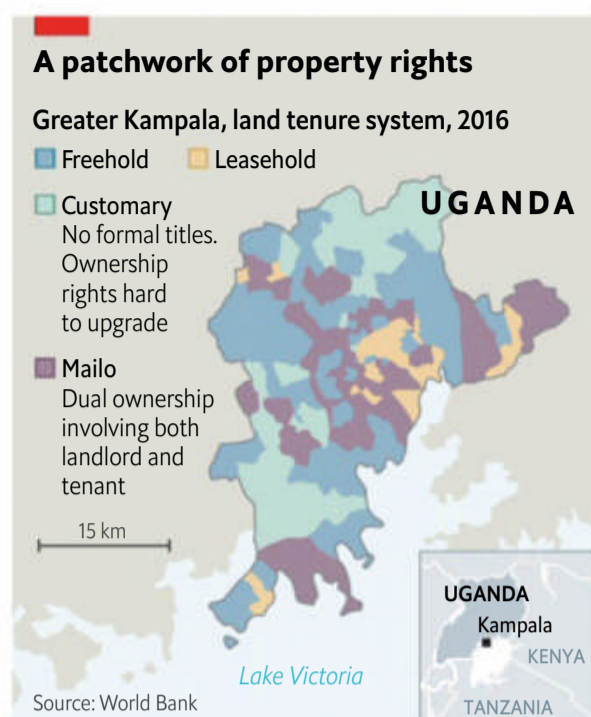 A patchwork of property rights
Greater Kampala, land tenure system, 2016
Freehold
Leasehold
Customary
No formal titles.
Ownership
rights hard
to upgrade
Mailo
Dual ownership
involving both
landlord and
tenant
UGANDA
15 km
Lake Victoria
UGANDA
Kampala
KENYA
TANZANIA
Source: World Bank